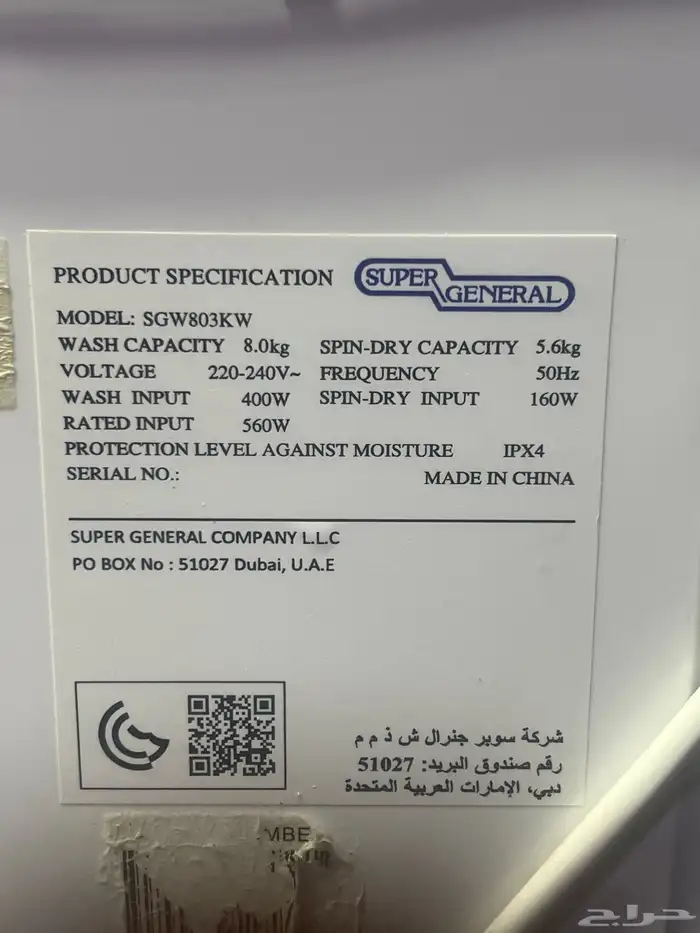 PRODUCT SPECIFICATION SUPER GENERAL
MODEL: SGW803KW
WASH CAPACITY 8.0kg SPIN-DRY CAPACITY 5.6kg
VOLTAGE 220-240V~ FREQUENCY 50Hz
WASH INPUT 400W SPIN-DRY INPUT 160W
RATED INPUT 560W
PROTECTION LEVEL AGAINST MOISTURE IPX4
SERIAL NO.: MADE IN CHINA
SUPER GENERAL COMPANY L.L.C
PO BOX No : 51027 Dubai, U.A.E
شركة سوبر جنرال ش ذ م م
رقم صندوق البريد: 51027
دبي، الإمارات العربية المتحدة
MBE
حراج